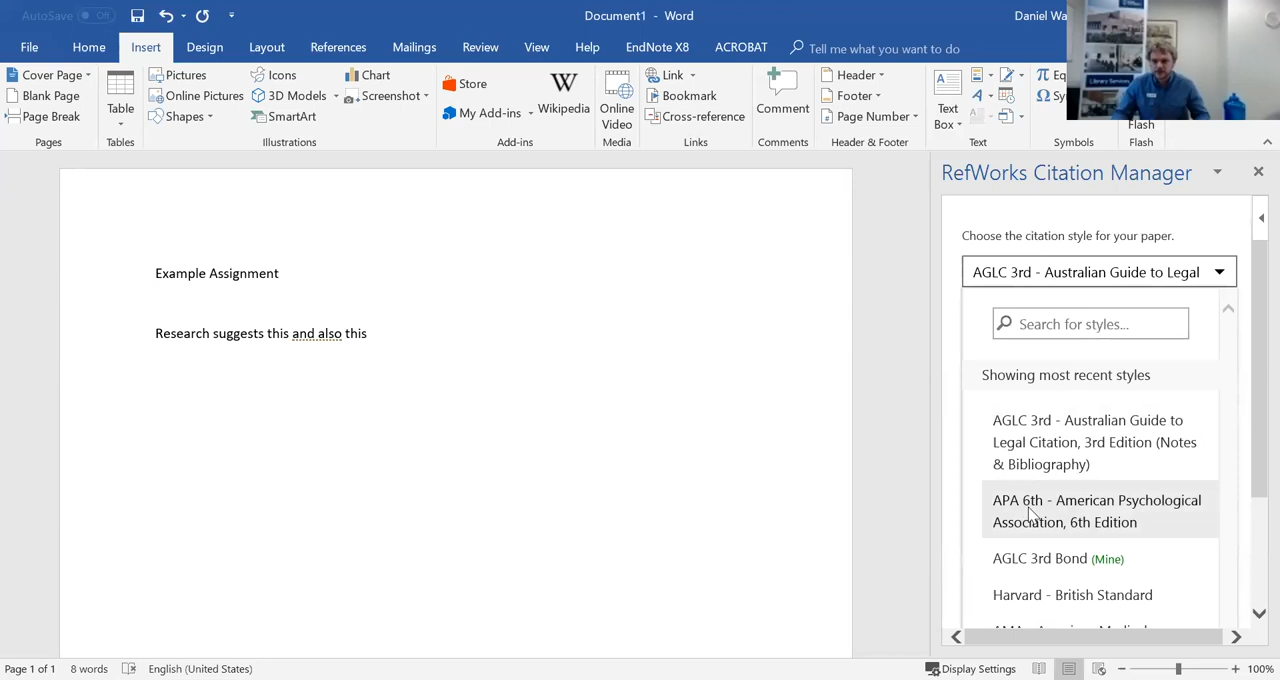 AutoSave Off
Document1 - Word
Daniel Wa
File Home Insert Design Layout References Mailings Review View Help EndNote X8 ACROBAT Tell me what you want to do
Cover Page
Blank Page
Page Break
Pages
Table
Tables
Pictures
Online Pictures
Shapes
Icons
3D Models
SmartArt
Chart
Screenshot
Illustrations
Store
My Add-ins
W
Wikipedia
Add-ins
Online
Video
Media
Link
Bookmark
Cross-reference
Links
Comment
Comments
Header
Footer
Page Number
Header & Footer
A
Text
Box
Text
π Eq
Ω Sy
Symbols
Flash
Flash
Library Services
RefWorks Citation Manager
Choose the citation style for your paper.
AGLC 3rd - Australian Guide to Legal
Search for styles...
Showing most recent styles
AGLC 3rd - Australian Guide to
Legal Citation, 3rd Edition (Notes
& Bibliography)
APA 6th - American Psychological
Association, 6th Edition
AGLC 3rd Bond (Mine)
Harvard - British Standard
Example Assignment
Research suggests this and also this
Page 1 of 1 8 words English (United States) Display Settings 100%